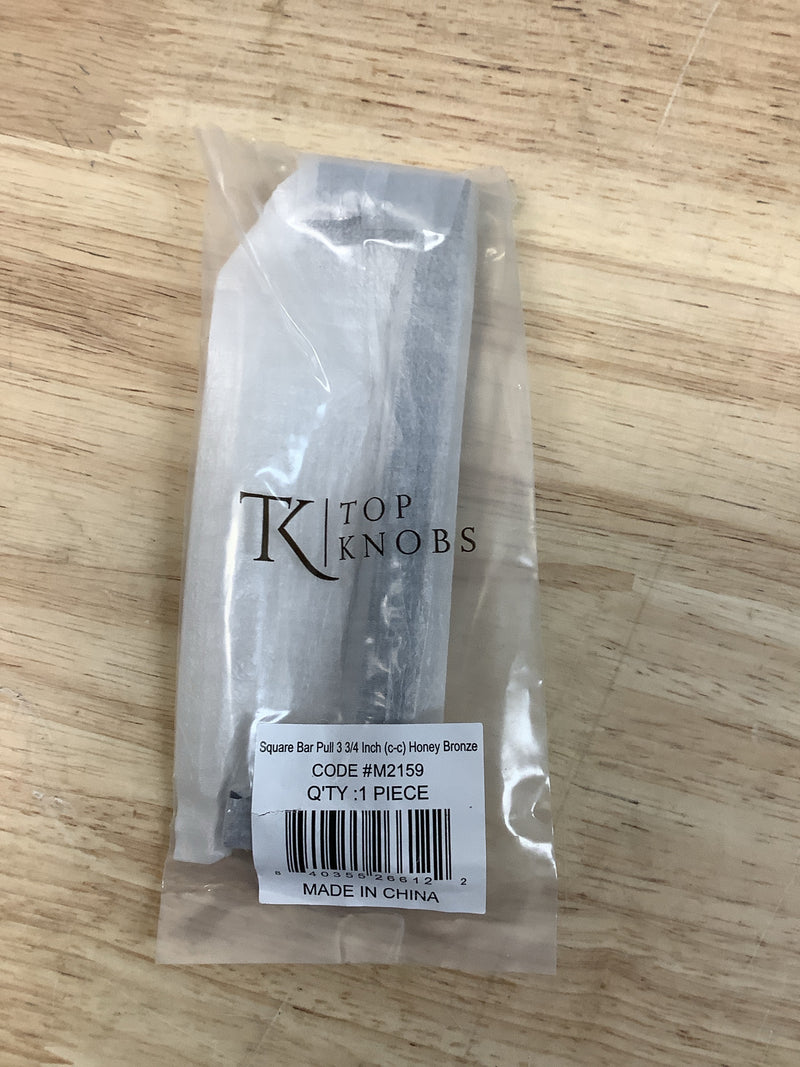 TK TOP
KNOBS
Square Bar Pull 3 3/4 Inch (c-c) Honey Bronze
CODE #M2159
Q'TY :1 PIECE
8 40355 26612 2
MADE IN CHINA